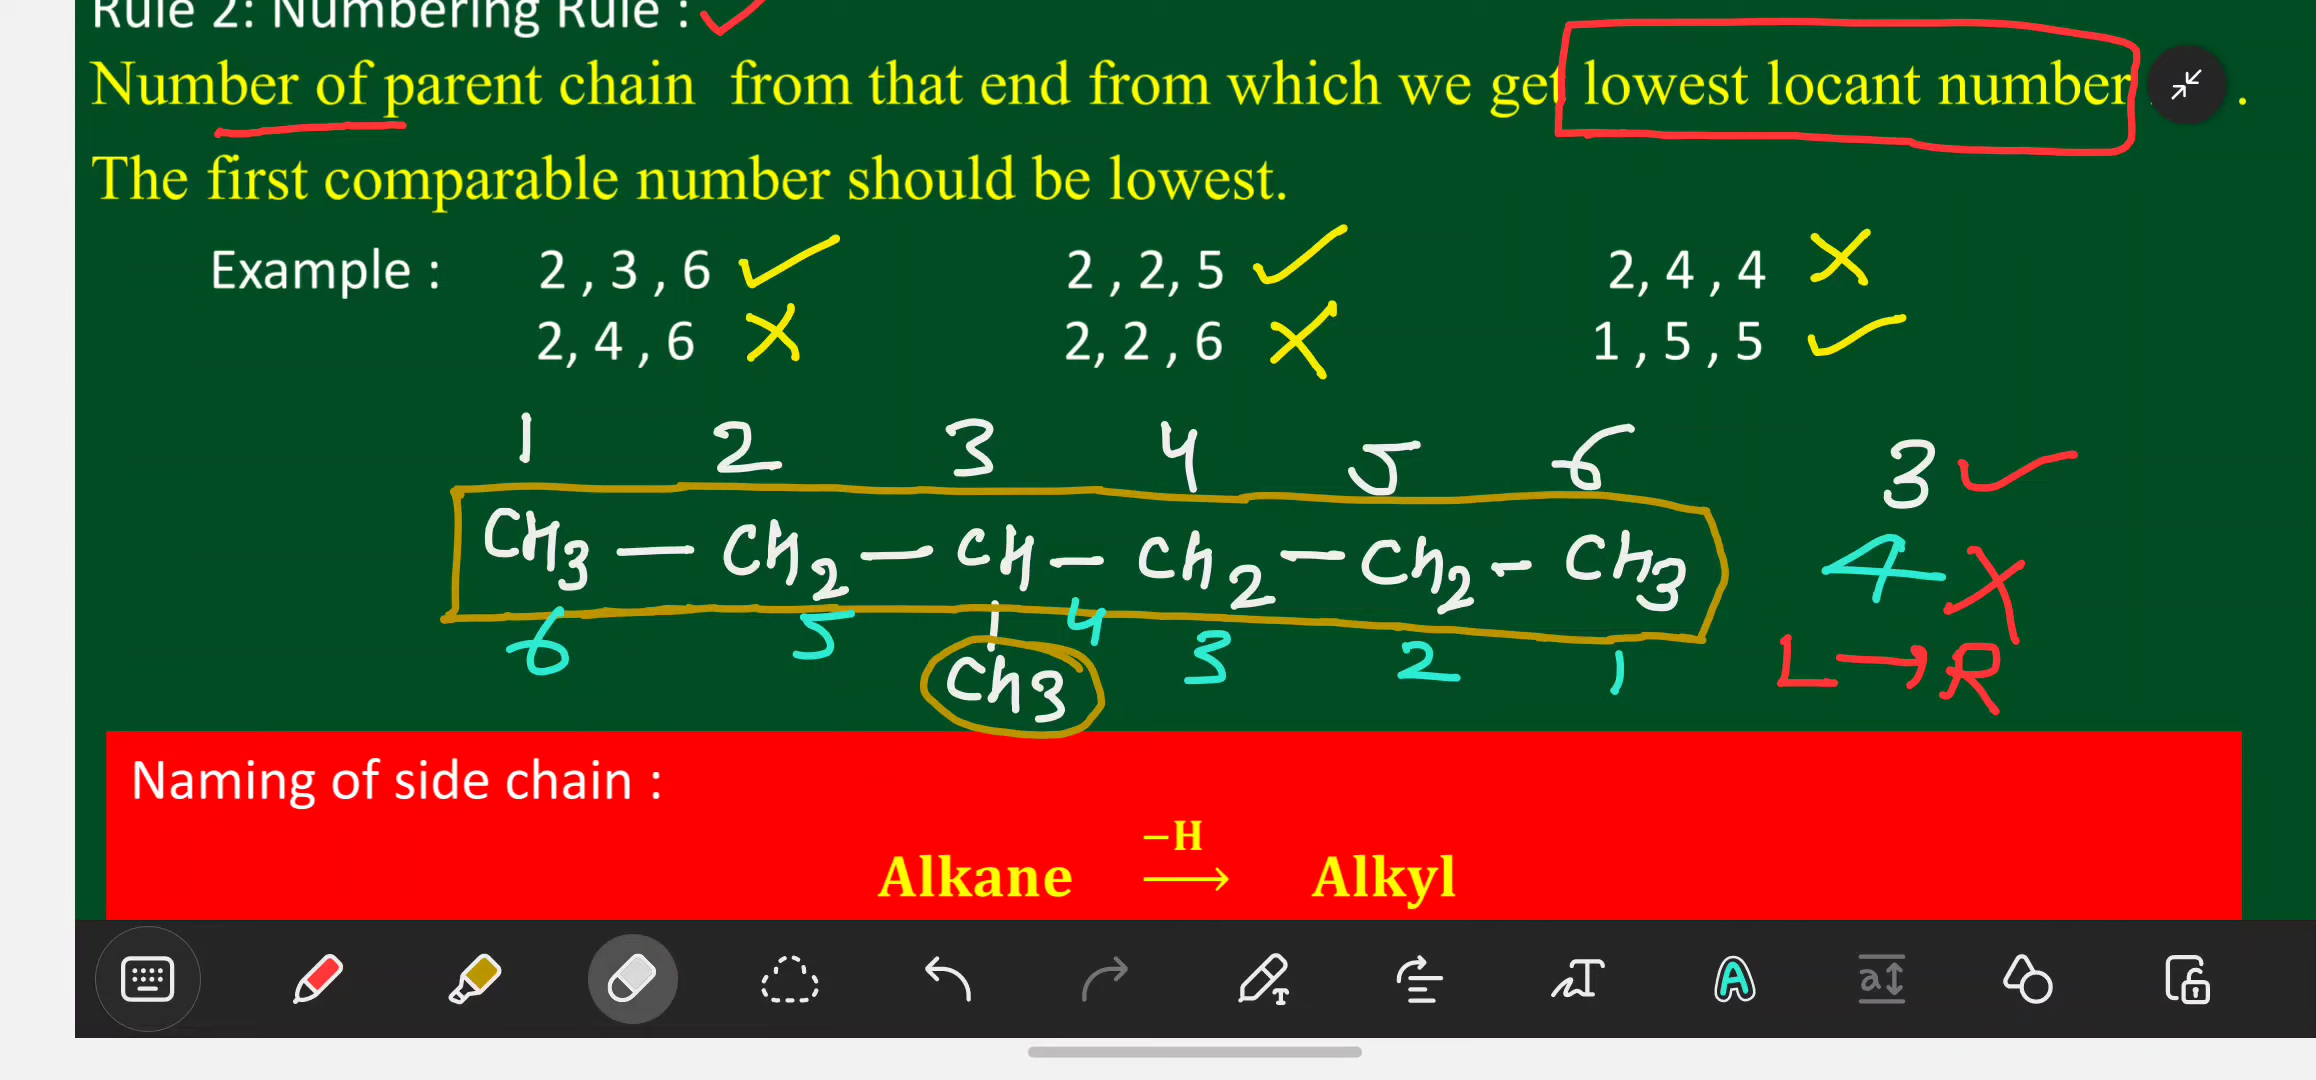 Rule 2: Numbering Rule :
Number of parent chain from that end from which we get lowest locant number .
The first comparable number should be lowest.
Example : 2 , 3 , 6 2 , 2, 5 2, 4 , 4
2, 4 , 6 2, 2 , 6 1 , 5 , 5
1 2 3 4 5 6 3
CH3 — CH2 — CH — CH2 — CH2 — CH3 4
6 5 4 3 2 1 L → R
CH3
Naming of side chain :
−H
Alkane ⟶ Alkyl